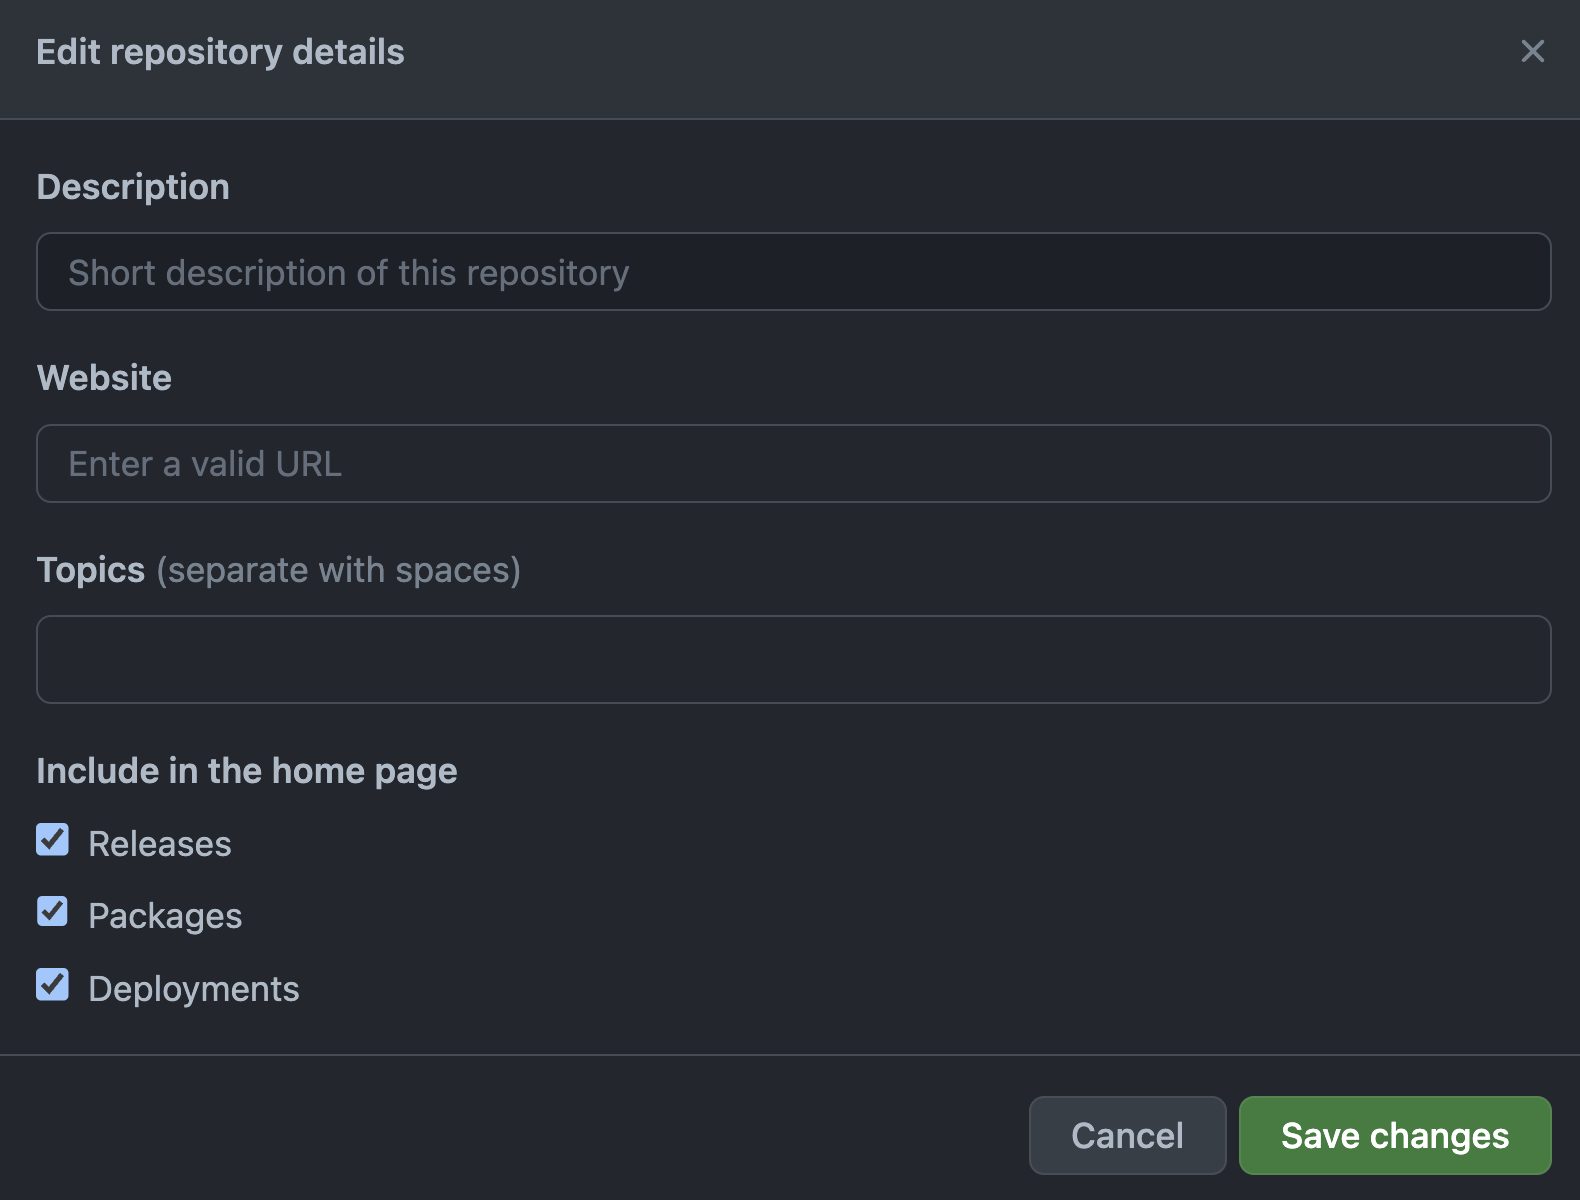 Edit repository details
Description
Short description of this repository
Website
Enter a valid URL
Topics (separate with spaces)
Include in the home page
Releases
Packages
Deployments
Cancel
Save changes